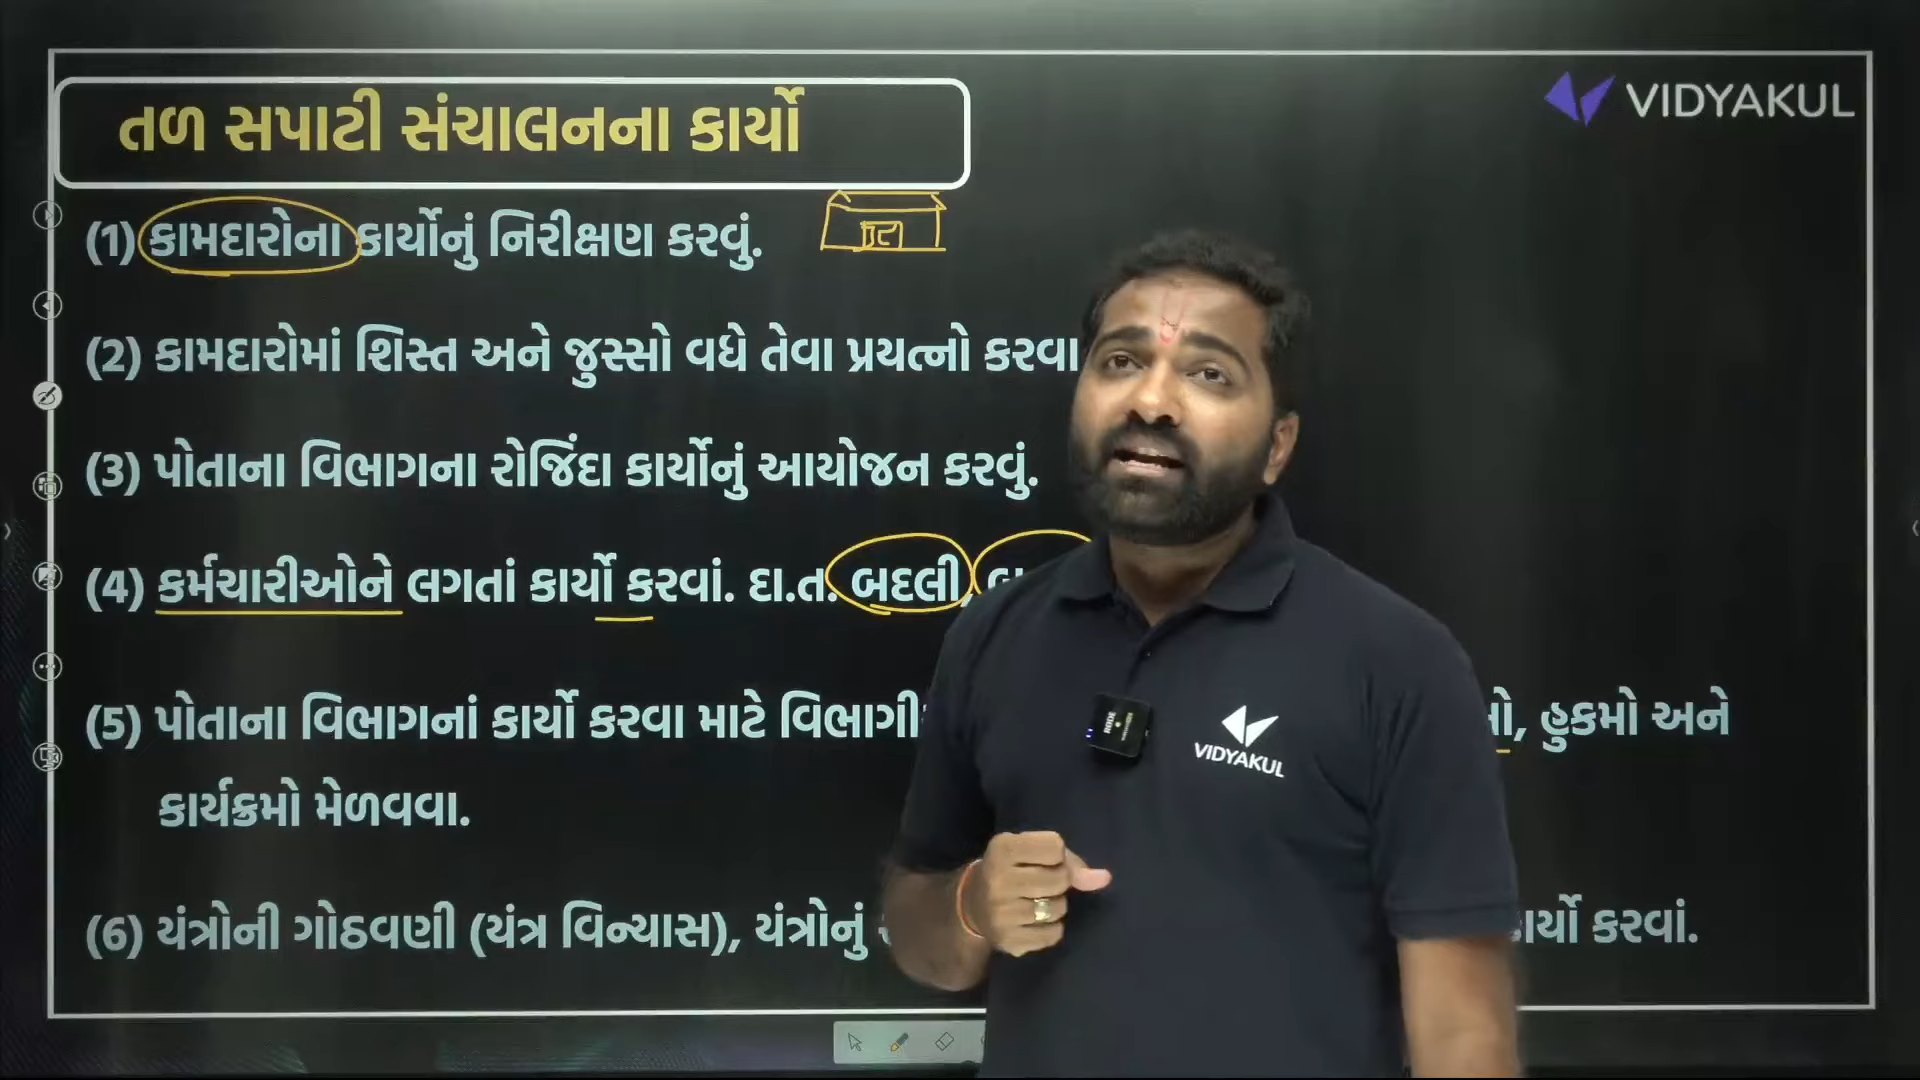 તળ સપાટી સંચાલનના કાર્યો
VIDYAKUL
(1) કામદારોના કાર્યોનું નિરીક્ષણ કરવું.
(2) કામદારોમાં શિસ્ત અને જુસ્સો વધે તેવા પ્રયત્નો કરવા
(3) પોતાના વિભાગના રોજિંદા કાર્યોનું આયોજન કરવું.
(4) કર્મચારીઓને લગતાં કાર્યો કરવાં. દા.ત. બદલી,
(5) પોતાના વિભાગનાં કાર્યો કરવા માટે હુકમો અને
કાર્યક્રમો મેળવવા.
(6) યંત્રોની ગોઠવણી (યંત્ર વિન્યાસ), યંત્રોનું કરવાં.
VIDYAKUL